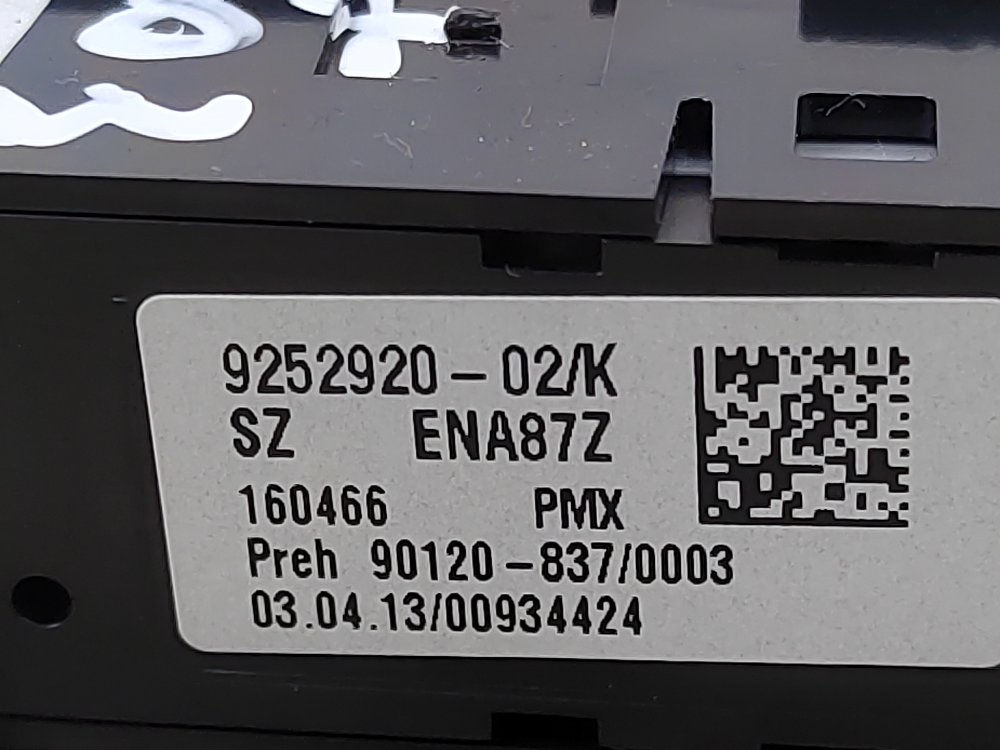 9252920-02/K
SZ ENA87Z
160466 PMX
Preh 90120-837/0003
03.04.13/00934424